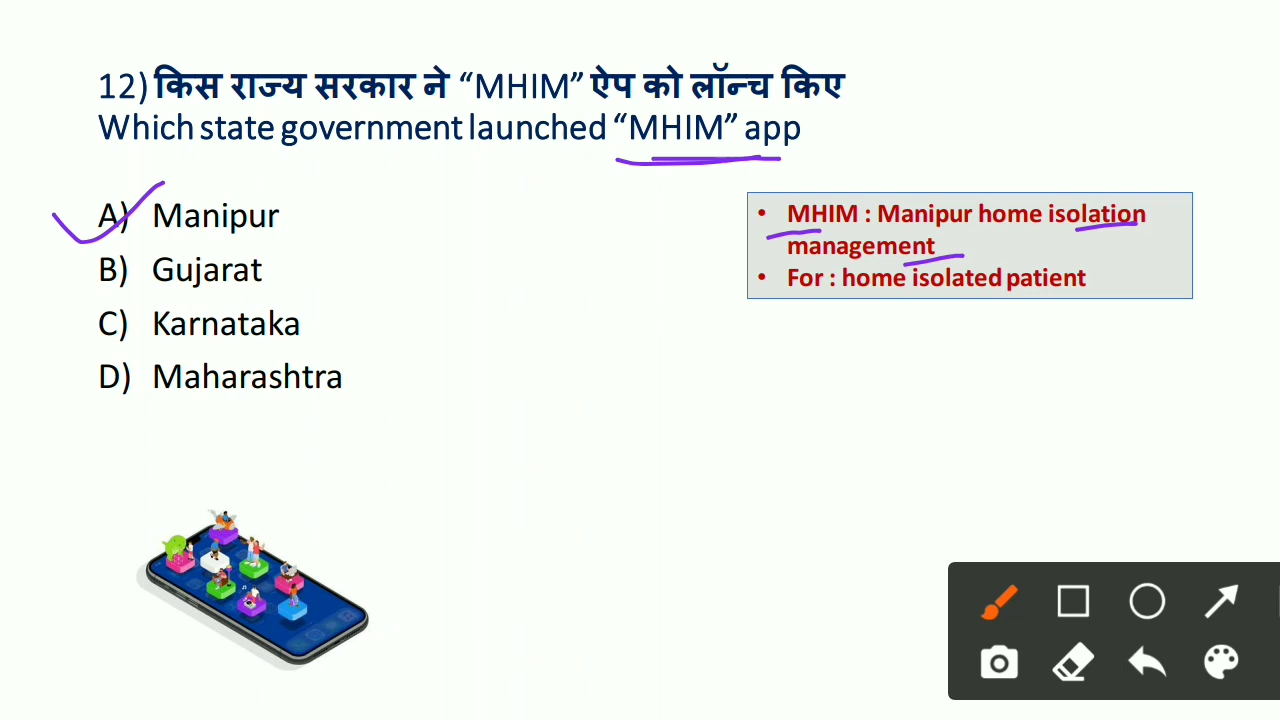 12) किस राज्य सरकार ने “MHIM” ऐप को लॉन्च किए
Which state government launched “MHIM” app
A) Manipur
B) Gujarat
C) Karnataka
D) Maharashtra
• MHIM : Manipur home isolation
management
• For : home isolated patient